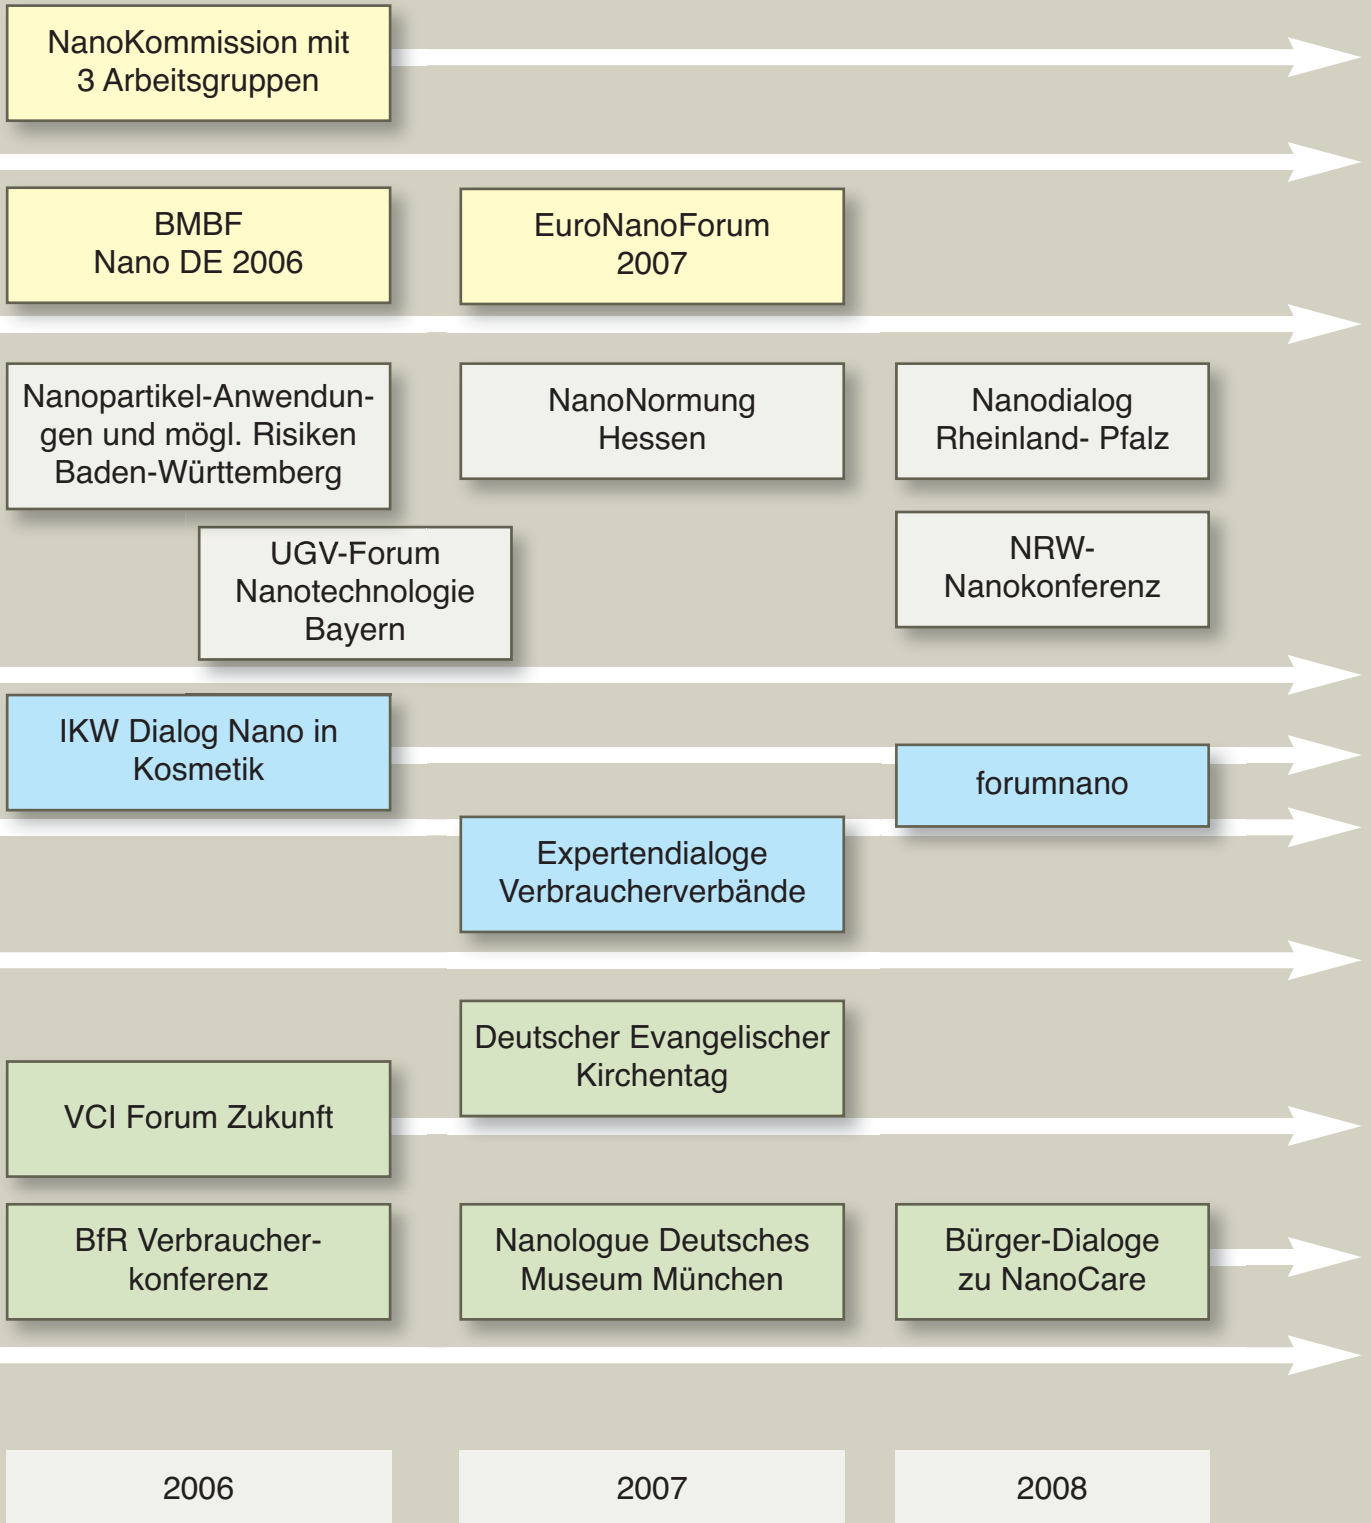 NanoKommission mit
3 Arbeitsgruppen
BMBF
Nano DE 2006
EuroNanoForum
2007
Nanopartikel-Anwendun-
gen und mögl. Risiken
Baden-Württemberg
NanoNormung
Hessen
Nanodialog
Rheinland- Pfalz
UGV-Forum
Nanotechnologie
Bayern
NRW-
Nanokonferenz
IKW Dialog Nano in
Kosmetik
forumnano
Expertendialoge
Verbraucherverbände
Deutscher Evangelischer
Kirchentag
VCI Forum Zukunft
BfR Verbraucher-
konferenz
Nanologue Deutsches
Museum München
Bürger-Dialoge
zu NanoCare
2006
2007
2008